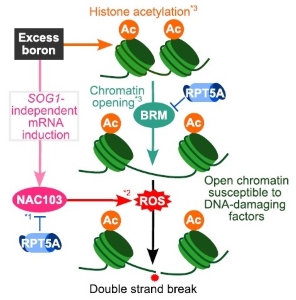 Histone acetylation*3
Excess
boron
Ac
Ac
Chromatin
opening*3
RPT5A
BRM
SOG1-
independent
mRNA
induction
Ac
Open chromatin
susceptible to
DNA-damaging
factors
NAC103
*2
ROS
*1
RPT5A
Ac
Ac
Double strand break